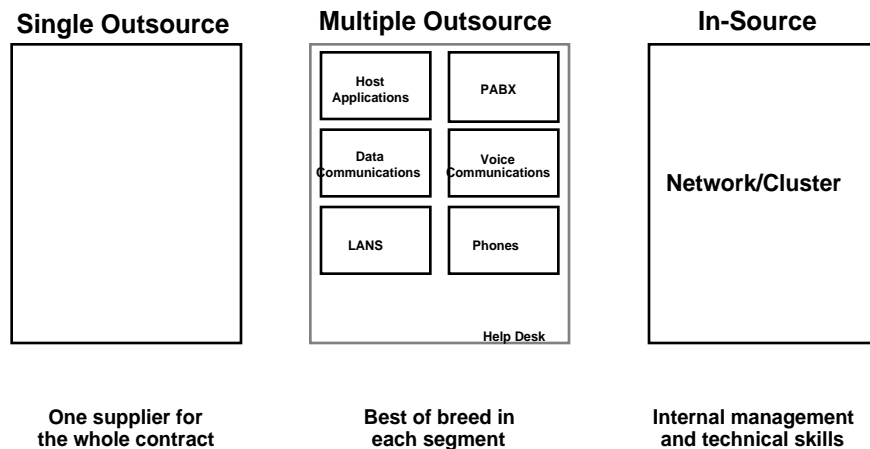 Single Outsource
Multiple Outsource
In-Source
Host
Applications
PABX
Data
Communications
Voice
Communications
LANS
Phones
Help Desk
Network/Cluster
One supplier for
the whole contract
Best of breed in
each segment
Internal management
and technical skills